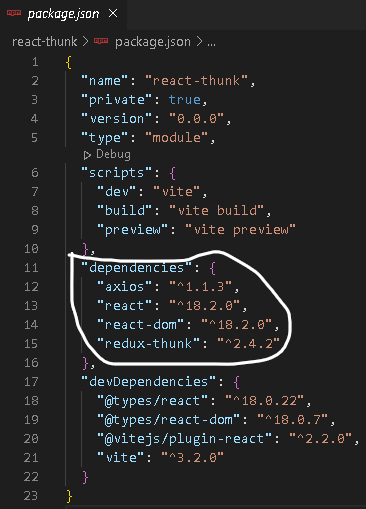 package.json ×
react-thunk > package.json > ...
1 {
2 "name": "react-thunk",
3 "private": true,
4 "version": "0.0.0",
5 "type": "module",
Debug
6 "scripts": {
7 "dev": "vite",
8 "build": "vite build",
9 "preview": "vite preview"
10 },
11 "dependencies": {
12 "axios": "^1.1.3",
13 "react": "^18.2.0",
14 "react-dom": "^18.2.0",
15 "redux-thunk": "^2.4.2"
16 },
17 "devDependencies": {
18 "@types/react": "^18.0.22",
19 "@types/react-dom": "^18.0.7",
20 "@vitejs/plugin-react": "^2.2.0",
21 "vite": "^3.2.0"
22 }
23 }